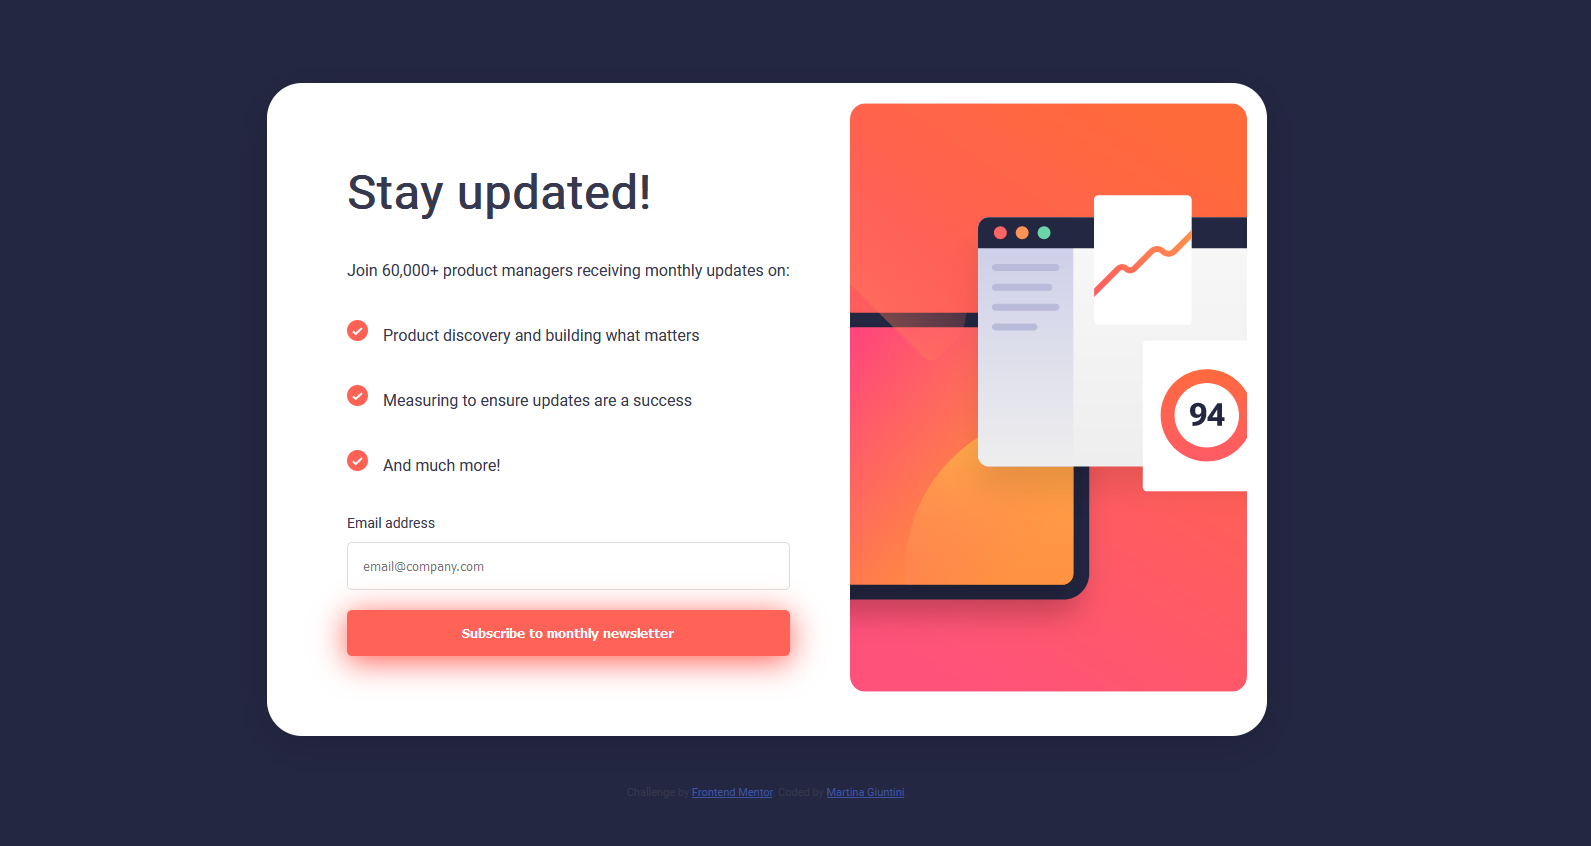 Stay updated!
Join 60,000+ product managers receiving monthly updates on:
Product discovery and building what matters
Measuring to ensure updates are a success
And much more!
Email address
email@company.com
Subscribe to monthly newsletter
94
Challenge by Frontend Mentor. Coded by Martina Giuntini